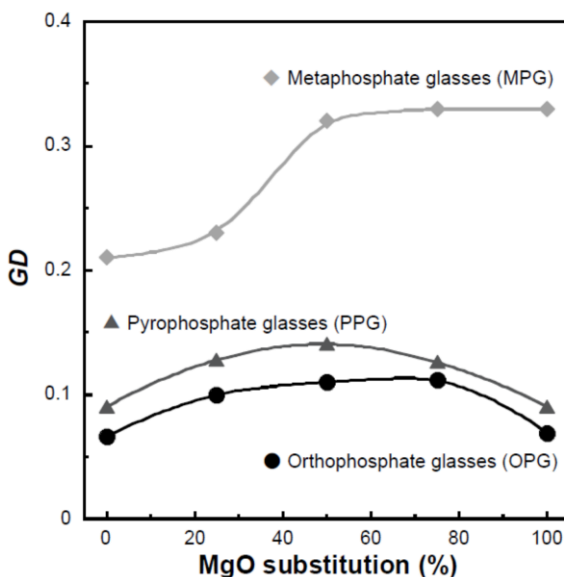 0.4
Metaphosphate glasses (MPG)
0.3
GD
0.2
Pyrophosphate glasses (PPG)
0.1
Orthophosphate glasses (OPG)
0
0 20 40 60 80 100
MgO substitution (%)